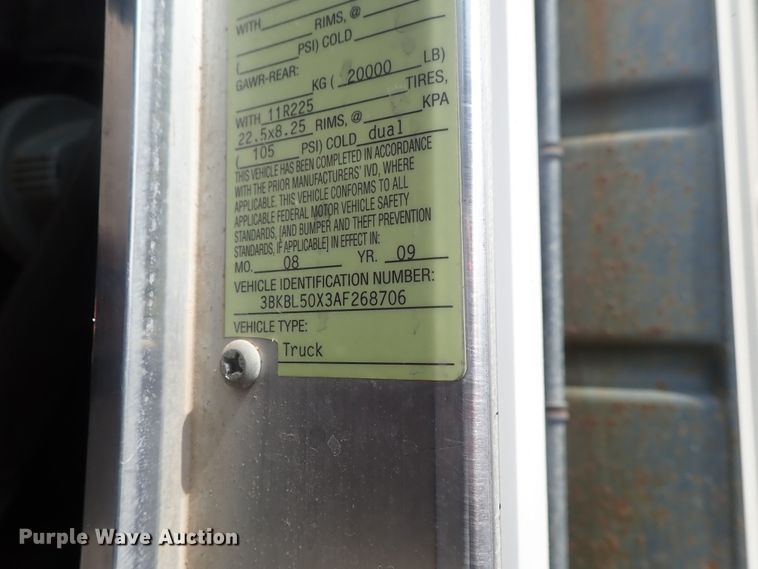 WITH RIMS, @
( PSI) COLD
GAWR-REAR:
KG ( 20000 LB)
WITH 11R225 TIRES,
22.5x8.25 RIMS, @ KPA
( 105 PSI) COLD dual
THIS VEHICLE HAS BEEN COMPLETED IN ACCORDANCE
WITH THE PRIOR MANUFACTURERS' IVD, WHERE
APPLICABLE. THIS VEHICLE CONFORMS TO ALL
APPLICABLE FEDERAL MOTOR VEHICLE SAFETY
STANDARDS, [AND BUMPER AND THEFT PREVENTION
STANDARDS, IF APPLICABLE] IN EFFECT IN:
MO. 08 YR. 09
VEHICLE IDENTIFICATION NUMBER:
3BKBL50X3AF268706
VEHICLE TYPE:
Truck
Purple Wave Auction